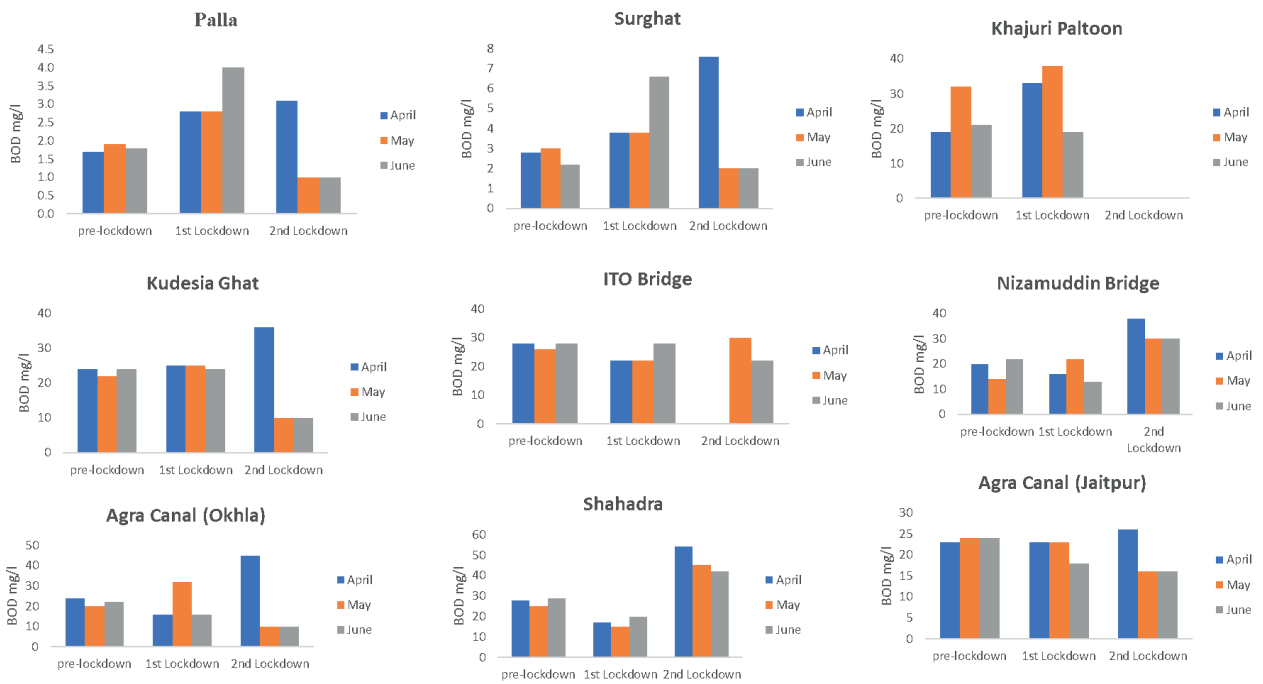 Palla
4.5
4.0
3.5
3.0
2.5
2.0
1.5
1.0
0.5
0.0
BOD mg/l
pre-lockdown 1st Lockdown 2nd Lockdown
April
May
June
Surghat
8
7
6
5
4
3
2
1
0
BOD mg/l
pre-lockdown 1st Lockdown 2nd Lockdown
April
May
June
Khajuri Paltoon
40
30
20
10
0
BOD mg/l
pre-lockdown 1st Lockdown 2nd Lockdown
April
May
June
Kudesia Ghat
40
30
20
10
0
BOD mg/l
pre-lockdown 1st Lockdown 2nd Lockdown
April
May
June
ITO Bridge
40
30
20
10
0
BOD mg/l
pre-lockdown 1st Lockdown 2nd Lockdown
April
May
June
Nizamuddin Bridge
40
30
20
10
0
BOD mg/l
pre-lockdown 1st Lockdown 2nd
Lockdown
April
May
June
Agra Canal (Okhla)
50
40
30
20
10
0
BOD mg/l
pre-lockdown 1st Lockdown 2nd Lockdown
April
May
June
Shahadra
60
50
40
30
20
10
0
BOD mg/l
pre-lockdown 1st Lockdown 2nd Lockdown
April
May
June
Agra Canal (Jaitpur)
30
25
20
15
10
5
0
BOD mg/l
pre-lockdown 1st Lockdown 2nd Lockdown
April
May
June